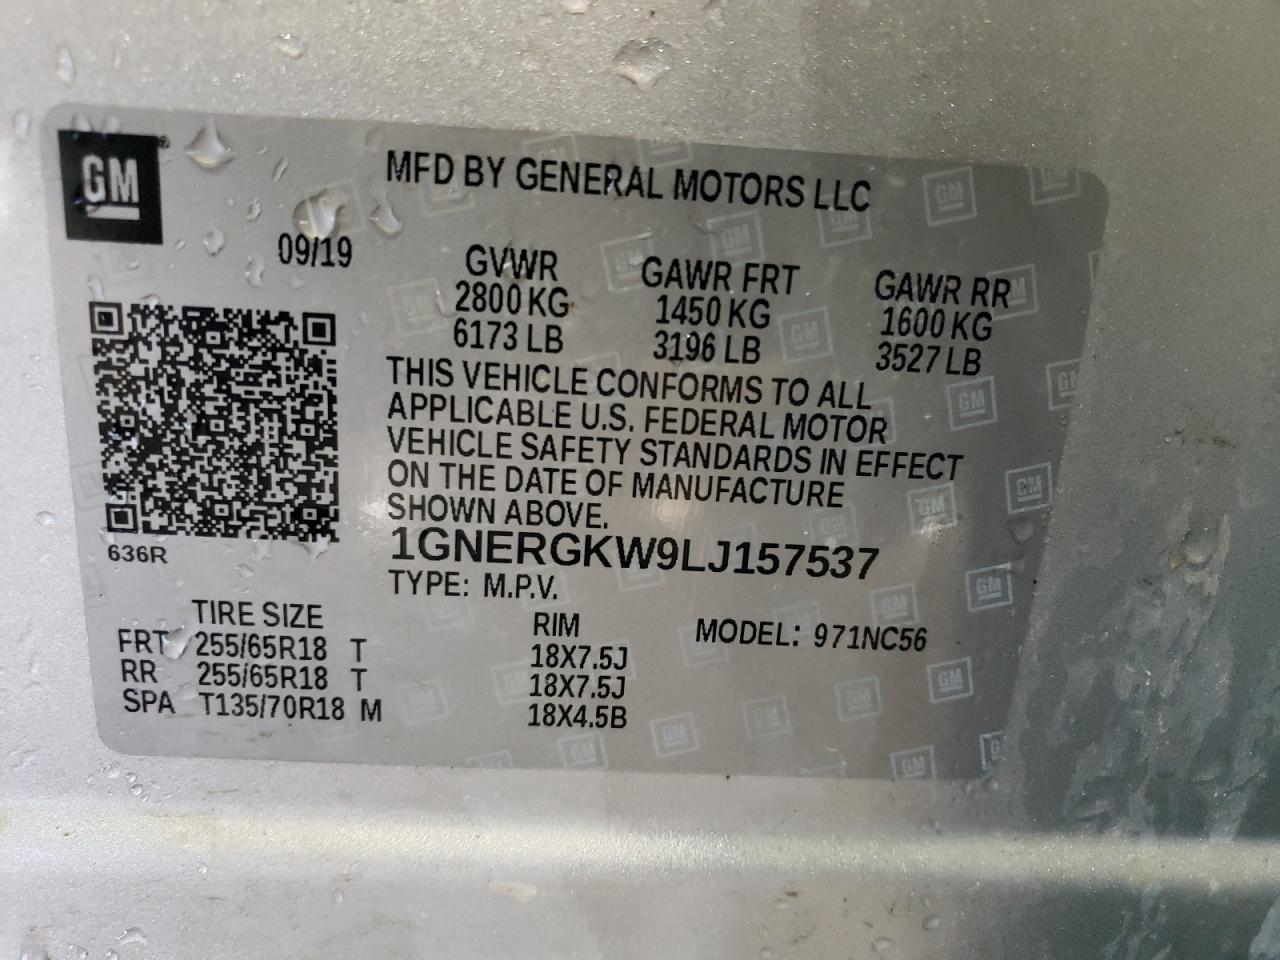 GM
MFD BY GENERAL MOTORS LLC
09/19
GVWR GAWR FRT GAWR RR
2800 KG 1450 KG 1600 KG
6173 LB 3196 LB 3527 LB
THIS VEHICLE CONFORMS TO ALL
APPLICABLE U.S. FEDERAL MOTOR
VEHICLE SAFETY STANDARDS IN EFFECT
ON THE DATE OF MANUFACTURE
SHOWN ABOVE.
636R
1GNERGKW9LJ157537
TYPE: M.P.V.
TIRE SIZE RIM MODEL: 971NC56
FRT 255/65R18 T 18X7.5J
RR 255/65R18 T 18X7.5J
SPA T135/70R18 M 18X4.5B